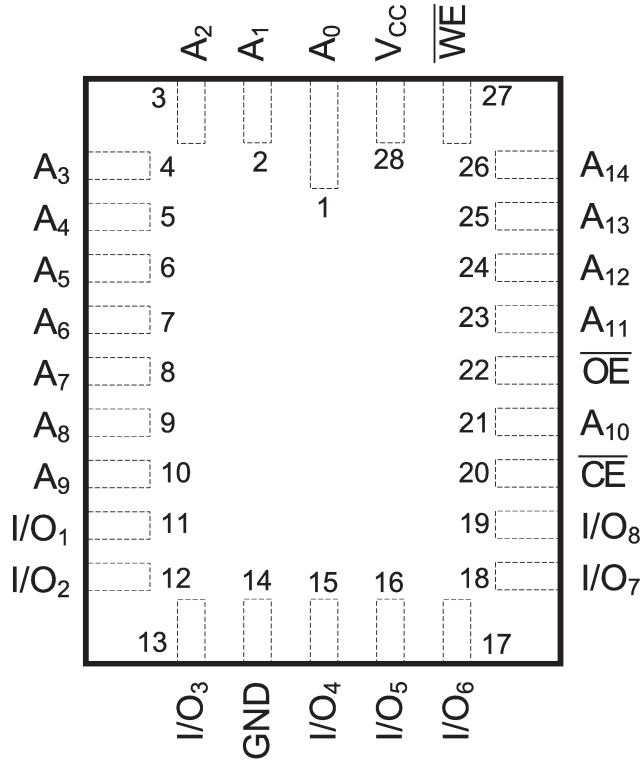 A2 A1 A0 VCC WE
3 27
2 28
1
A3 4 26 A14
A4 5 25 A13
A5 6 24 A12
A6 7 23 A11
A7 8 22 OE
A8 9 21 A10
A9 10 20 CE
I/O1 11 19 I/O8
I/O2 12 14 15 16 18 I/O7
13 17
I/O3 GND I/O4 I/O5 I/O6